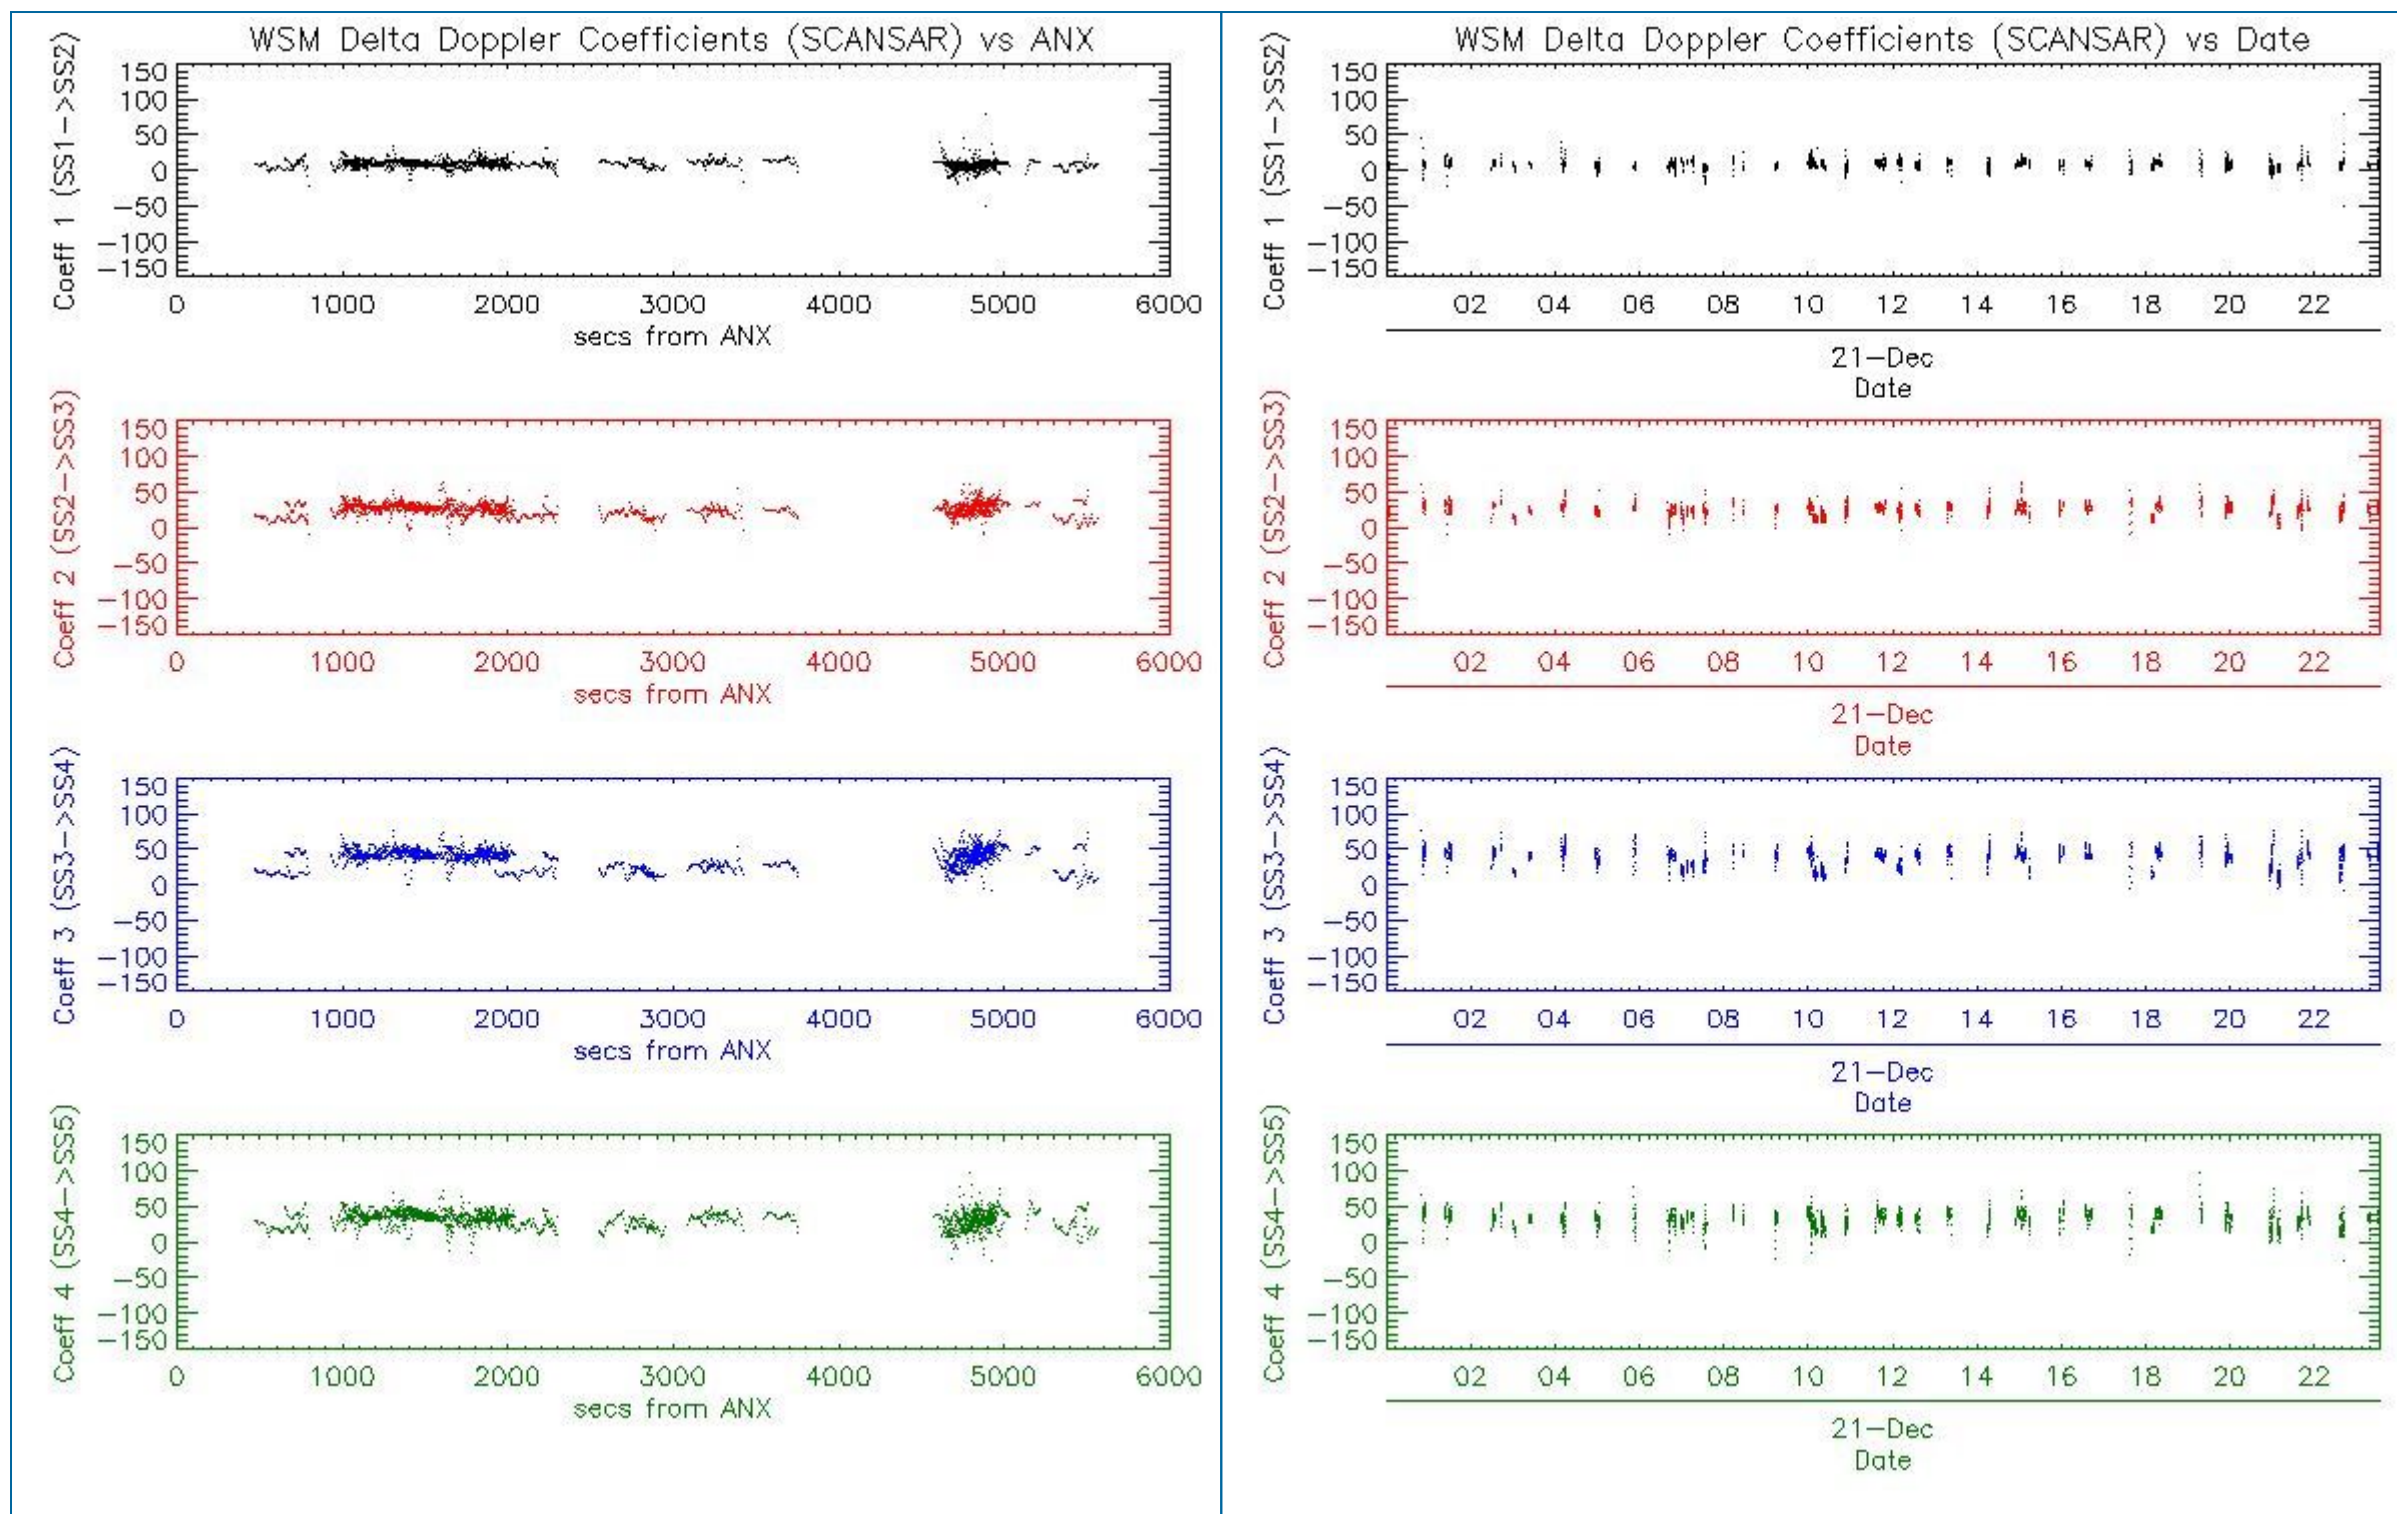 WSM Delta Doppler Coefficients (SCANSAR) vs ANX
Coeff 1 (SS1->SS2)
150
100
50
0
-50
-100
-150
0 1000 2000 3000 4000 5000 6000
secs from ANX
Coeff 2 (SS2->SS3)
150
100
50
0
-50
-100
-150
0 1000 2000 3000 4000 5000 6000
secs from ANX
Coeff 3 (SS3->SS4)
150
100
50
0
-50
-100
-150
0 1000 2000 3000 4000 5000 6000
secs from ANX
Coeff 4 (SS4->SS5)
150
100
50
0
-50
-100
-150
0 1000 2000 3000 4000 5000 6000
secs from ANX
WSM Delta Doppler Coefficients (SCANSAR) vs Date
Coeff 1 (SS1->SS2)
150
100
50
0
-50
-100
-150
02 04 06 08 10 12 14 16 18 20 22
21-Dec
Date
Coeff 2 (SS2->SS3)
150
100
50
0
-50
-100
-150
02 04 06 08 10 12 14 16 18 20 22
21-Dec
Date
Coeff 3 (SS3->SS4)
150
100
50
0
-50
-100
-150
02 04 06 08 10 12 14 16 18 20 22
21-Dec
Date
Coeff 4 (SS4->SS5)
150
100
50
0
-50
-100
-150
02 04 06 08 10 12 14 16 18 20 22
21-Dec
Date